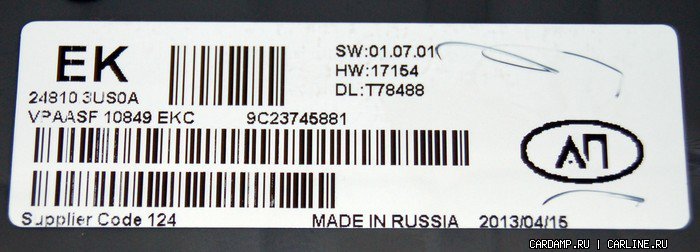 EK
24810 3US0A
VPAASF 10849 EKC 9C23745881
SW:01.07.01
HW:17154
DL:T78488
АП
Supplier Code 124 MADE IN RUSSIA 2013/04/15
CARDAMP.RU | CARLINE.RU